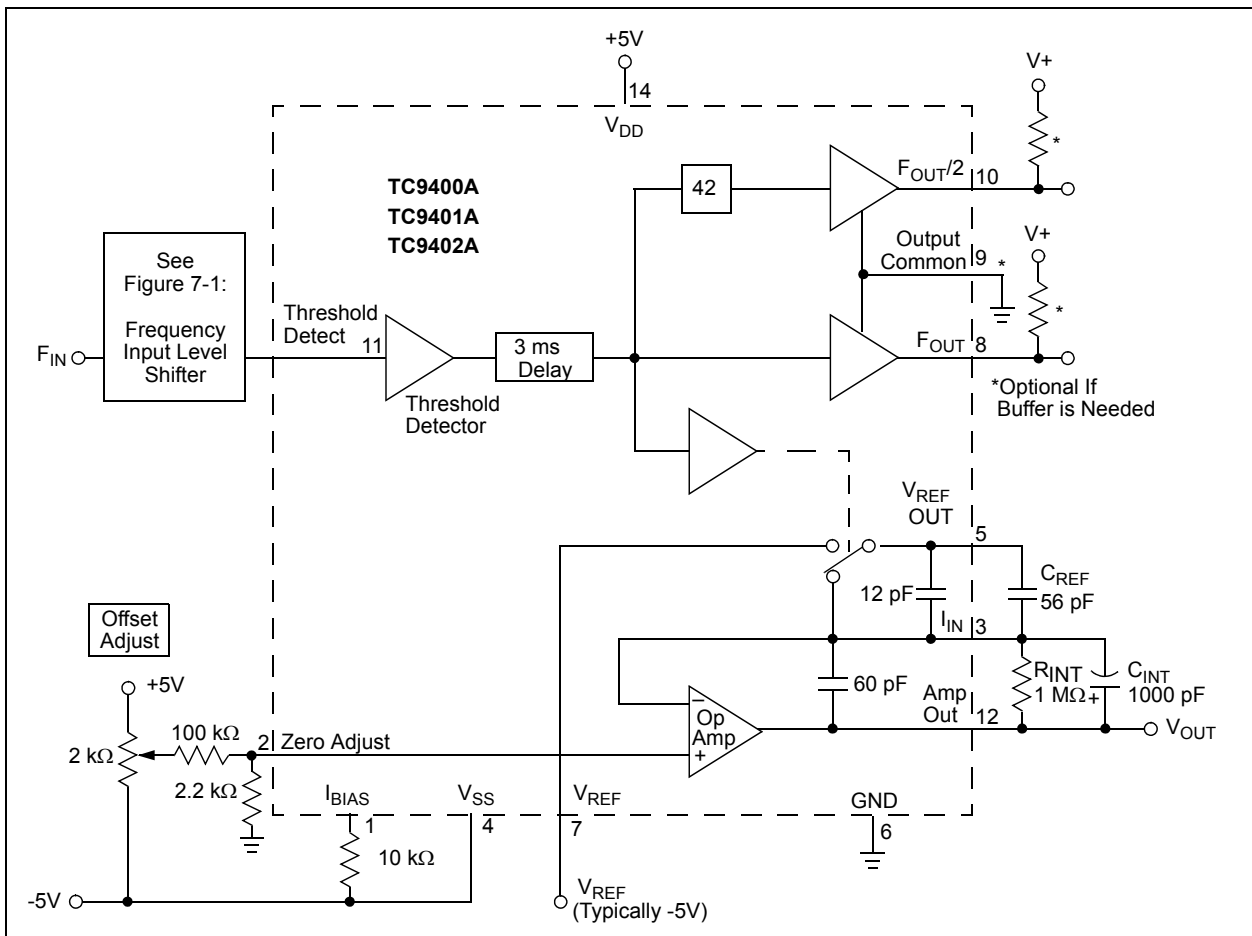 +5V
14
VDD
V+
*
TC9400A
TC9401A
TC9402A
42
FOUT/2
10
See
Figure 7-1:
Frequency
Input Level
Shifter
FIN
Threshold
Detect
11
3 ms
Delay
Threshold
Detector
Output
Common
9
*
V+
*
FOUT
8
*Optional If
Buffer is Needed
VREF
OUT
5
12 pF
CREF
56 pF
IIN
3
60 pF
RINT
1 MΩ
+
CINT
1000 pF
Amp
Out
12
VOUT
–
Op
Amp
+
Offset
Adjust
+5V
2 kΩ
100 kΩ
2
Zero Adjust
2.2 kΩ
IBIAS
1
VSS
4
VREF
7
GND
6
10 kΩ
-5V
VREF
(Typically -5V)